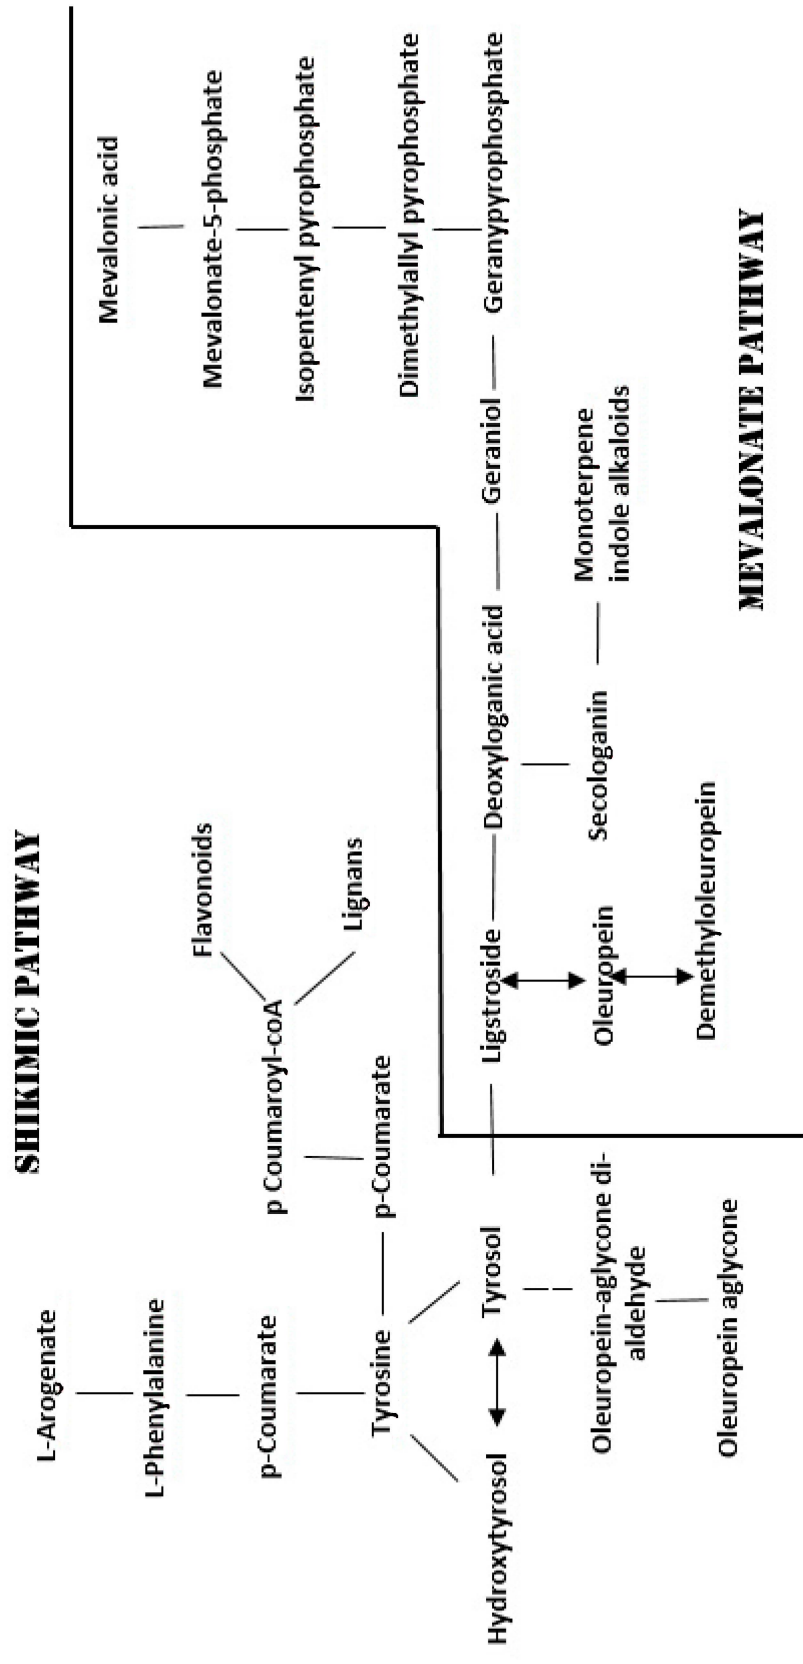 SHIKIMIC PATHWAY
L-Arogenate
L-Phenylalanine
p-Coumarate
Tyrosine
p-Coumarate
p Coumaroyl-coA
Flavonoids
Lignans
Hydroxytyrosol
Tyrosol
Oleuropein-aglycone di-
aldehyde
Oleuropein aglycone
Mevalonic acid
Mevalonate-5-phosphate
Isopentenyl pyrophosphate
Dimethylallyl pyrophosphate
Geranypyrophosphate
Geraniol
Deoxyloganic acid
Ligstroside
Oleuropein
Demethyloleuropein
Secologanin
Monoterpene
indole alkaloids
MEVALONATE PATHWAY